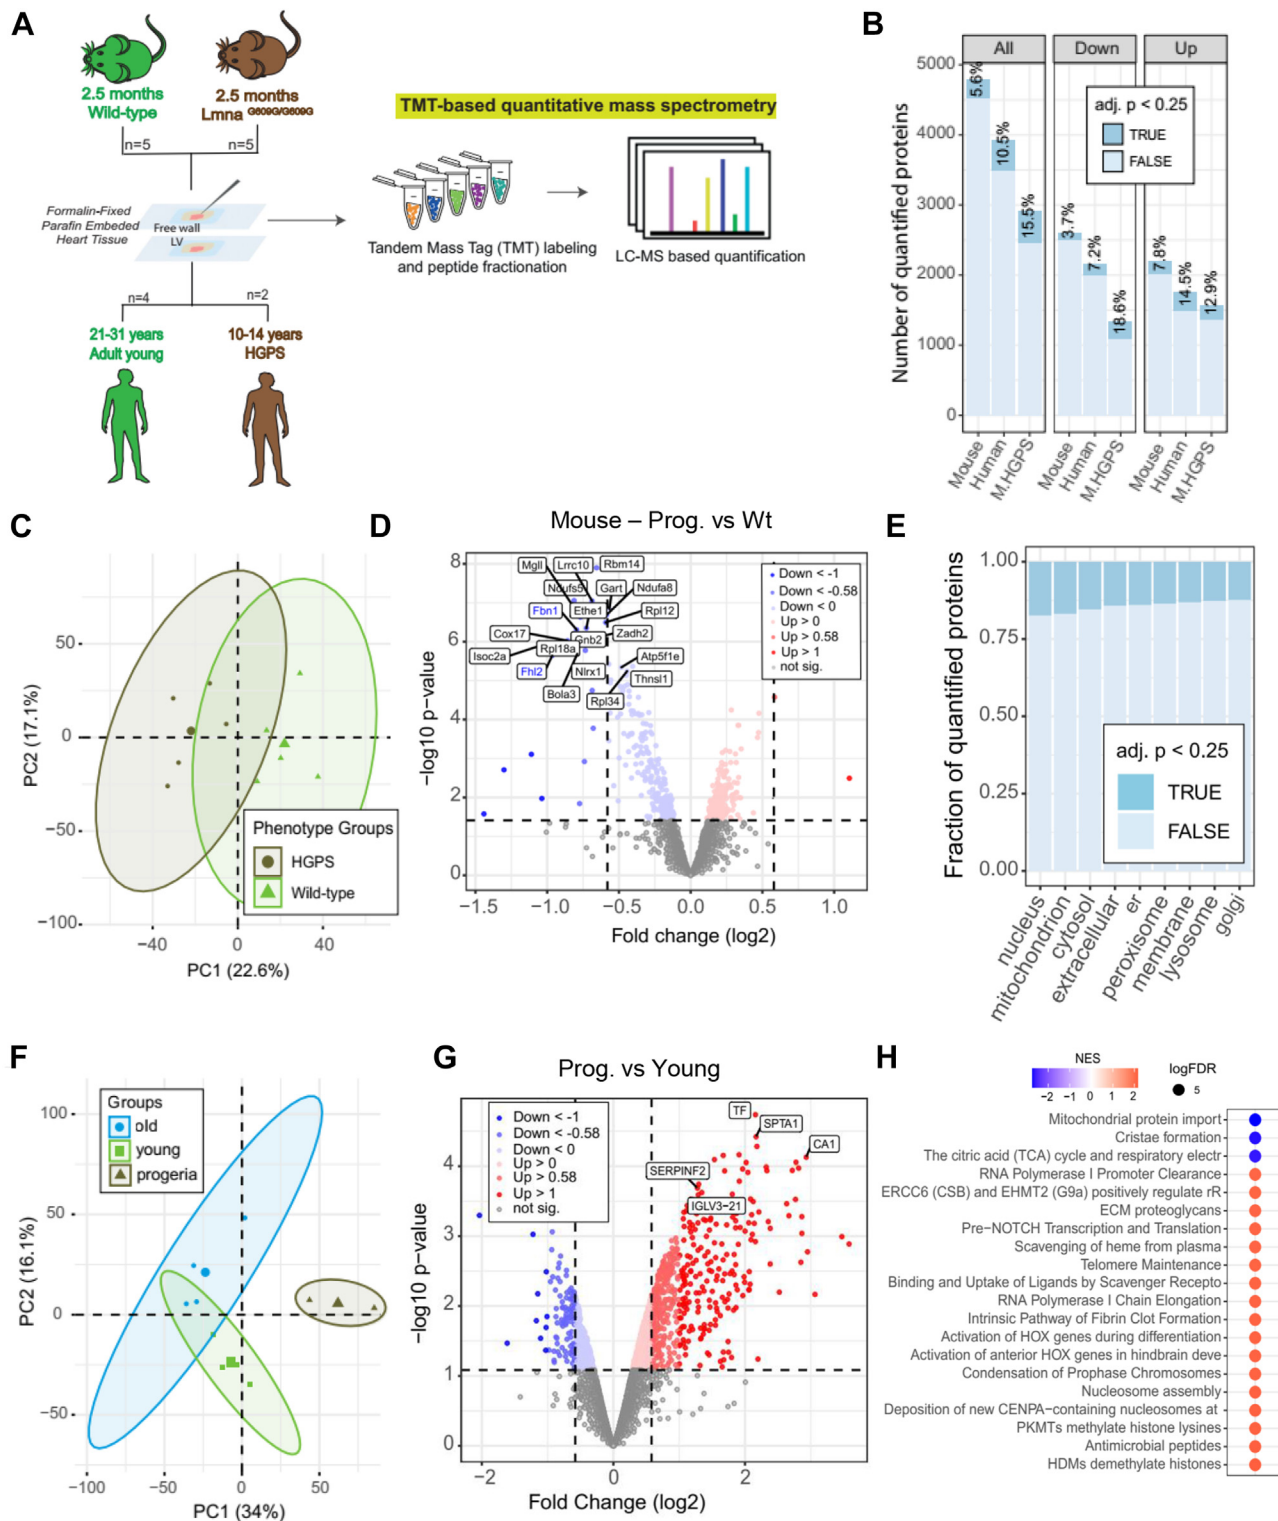 A
2.5 months
Wild-type
2.5 months
Lmna G609G/G609G
n=5
n=5
Formalin-Fixed
Parafin Embeded
Heart Tissue
Free wall
LV
n=4
n=2
21-31 years
Adult young
10-14 years
HGPS
TMT-based quantitative mass spectrometry
Tandem Mass Tag (TMT) labeling
and peptide fractionation
LC-MS based quantification
B
All
Down
Up
Number of quantified proteins
5000
4000
3000
2000
1000
0
5.6%
10.5%
15.5%
3.7%
7.2%
18.6%
7.8%
14.5%
12.9%
adj. p < 0.25
TRUE
FALSE
Mouse
Human
M.HGPS
Mouse
Human
M.HGPS
Mouse
Human
M.HGPS
C
PC2 (17.1%)
50
0
−50
−100
−40
0
40
PC1 (22.6%)
Phenotype Groups
HGPS
Wild-type
D
Mouse – Prog. vs Wt
−log10 p−value
8
6
4
2
0
Mgll
Lrrc10
Rbm14
Ndufs5
Gart
Ndufa8
Fbn1
Ethe1
Rpl12
Cox17
Gnb2
Zadh2
Isoc2a
Rpl18a
Atp5f1e
Fhl2
Nlrx1
Thnsl1
Bola3
Rpl34
Down < -1
Down < -0.58
Down < 0
Up > 0
Up > 0.58
Up > 1
not sig.
−1.5
−1.0
−0.5
0.0
0.5
1.0
Fold change (log2)
E
Fraction of quantified proteins
1.00
0.75
0.50
0.25
0.00
adj. p < 0.25
TRUE
FALSE
nucleus
mitochondrion
cytosol
extracellular
er
peroxisome
membrane
lysosome
golgi
F
PC2 (16.1%)
100
50
0
−50
Groups
old
young
progeria
−100
−50
0
50
PC1 (34%)
G
Prog. vs Young
−log10 p−value
4
3
2
1
0
Down < -1
Down < -0.58
Down < 0
Up > 0
Up > 0.58
Up > 1
not sig.
TF
SPTA1
CA1
SERPINF2
IGLV3−21
−2
0
2
Fold Change (log2)
H
NES
−2
−1
0
1
2
logFDR
5
Mitochondrial protein import
Cristae formation
The citric acid (TCA) cycle and respiratory electr
RNA Polymerase I Promoter Clearance
ERCC6 (CSB) and EHMT2 (G9a) positively regulate rR
ECM proteoglycans
Pre−NOTCH Transcription and Translation
Scavenging of heme from plasma
Telomere Maintenance
Binding and Uptake of Ligands by Scavenger Recepto
RNA Polymerase I Chain Elongation
Intrinsic Pathway of Fibrin Clot Formation
Activation of HOX genes during differentiation
Activation of anterior HOX genes in hindbrain deve
Condensation of Prophase Chromosomes
Nucleosome assembly
Deposition of new CENPA−containing nucleosomes at
PKMTs methylate histone lysines
Antimicrobial peptides
HDMs demethylate histones